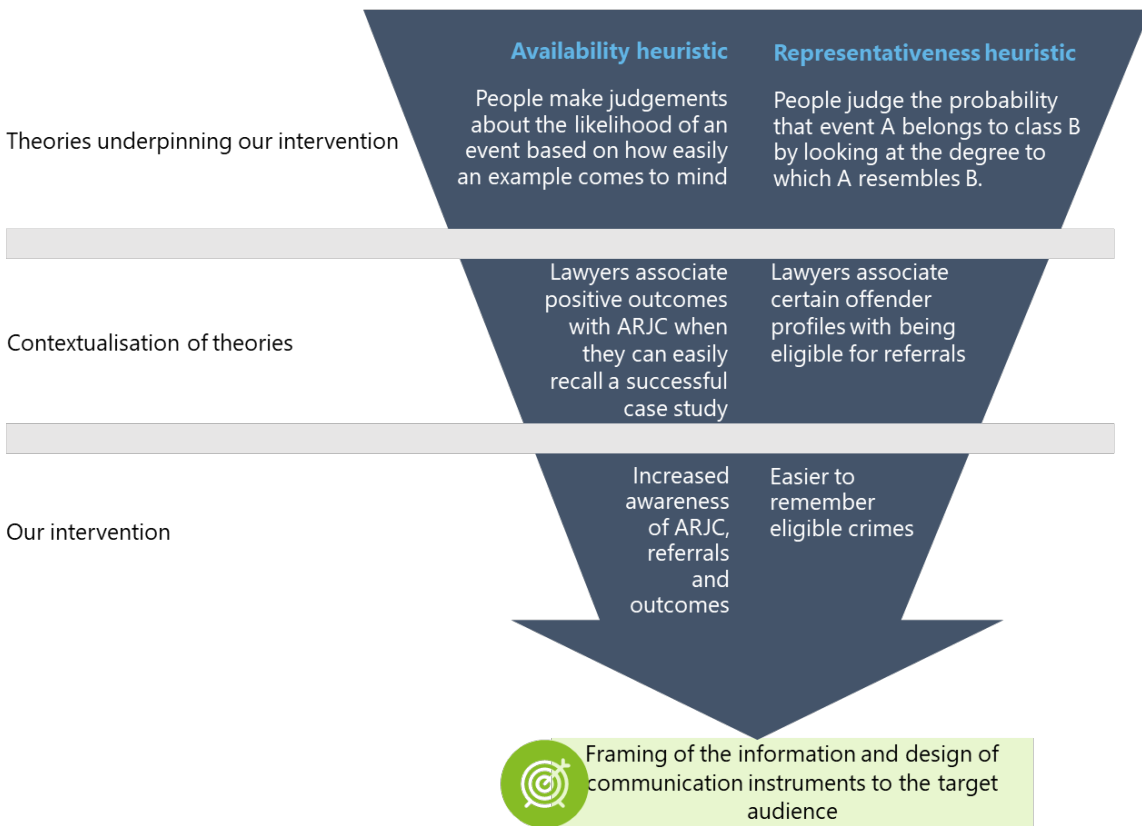 Availability heuristic
Representativeness heuristic
Theories underpinning our intervention
People make judgements
about the likelihood of an
event based on how easily
an example comes to mind
People judge the probability
that event A belongs to class B
by looking at the degree to
which A resembles B.
Contextualisation of theories
Lawyers associate
positive outcomes
with ARJC when
they can easily
recall a successful
case study
Lawyers associate
certain offender
profiles with being
eligible for referrals
Our intervention
Increased
awareness
of ARJC,
referrals
and
outcomes
Easier to
remember
eligible crimes
Framing of the information and design of
communication instruments to the target
audience